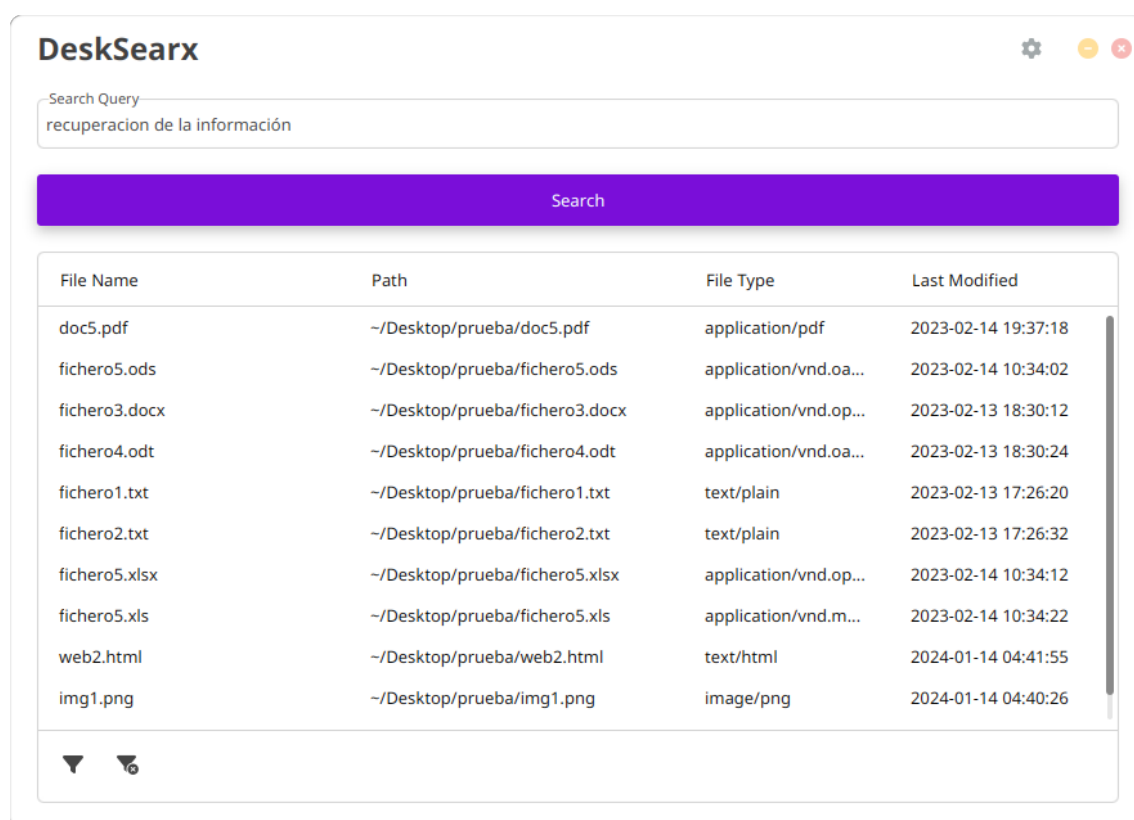 DeskSearx
Search Query
recuperacion de la información
Search
File Name Path File Type Last Modified
doc5.pdf ~/Desktop/prueba/doc5.pdf application/pdf 2023-02-14 19:37:18
fichero5.ods ~/Desktop/prueba/fichero5.ods application/vnd.oa... 2023-02-14 10:34:02
fichero3.docx ~/Desktop/prueba/fichero3.docx application/vnd.op... 2023-02-13 18:30:12
fichero4.odt ~/Desktop/prueba/fichero4.odt application/vnd.oa... 2023-02-13 18:30:24
fichero1.txt ~/Desktop/prueba/fichero1.txt text/plain 2023-02-13 17:26:20
fichero2.txt ~/Desktop/prueba/fichero2.txt text/plain 2023-02-13 17:26:32
fichero5.xlsx ~/Desktop/prueba/fichero5.xlsx application/vnd.op... 2023-02-14 10:34:12
fichero5.xls ~/Desktop/prueba/fichero5.xls application/vnd.m... 2023-02-14 10:34:22
web2.html ~/Desktop/prueba/web2.html text/html 2024-01-14 04:41:55
img1.png ~/Desktop/prueba/img1.png image/png 2024-01-14 04:40:26